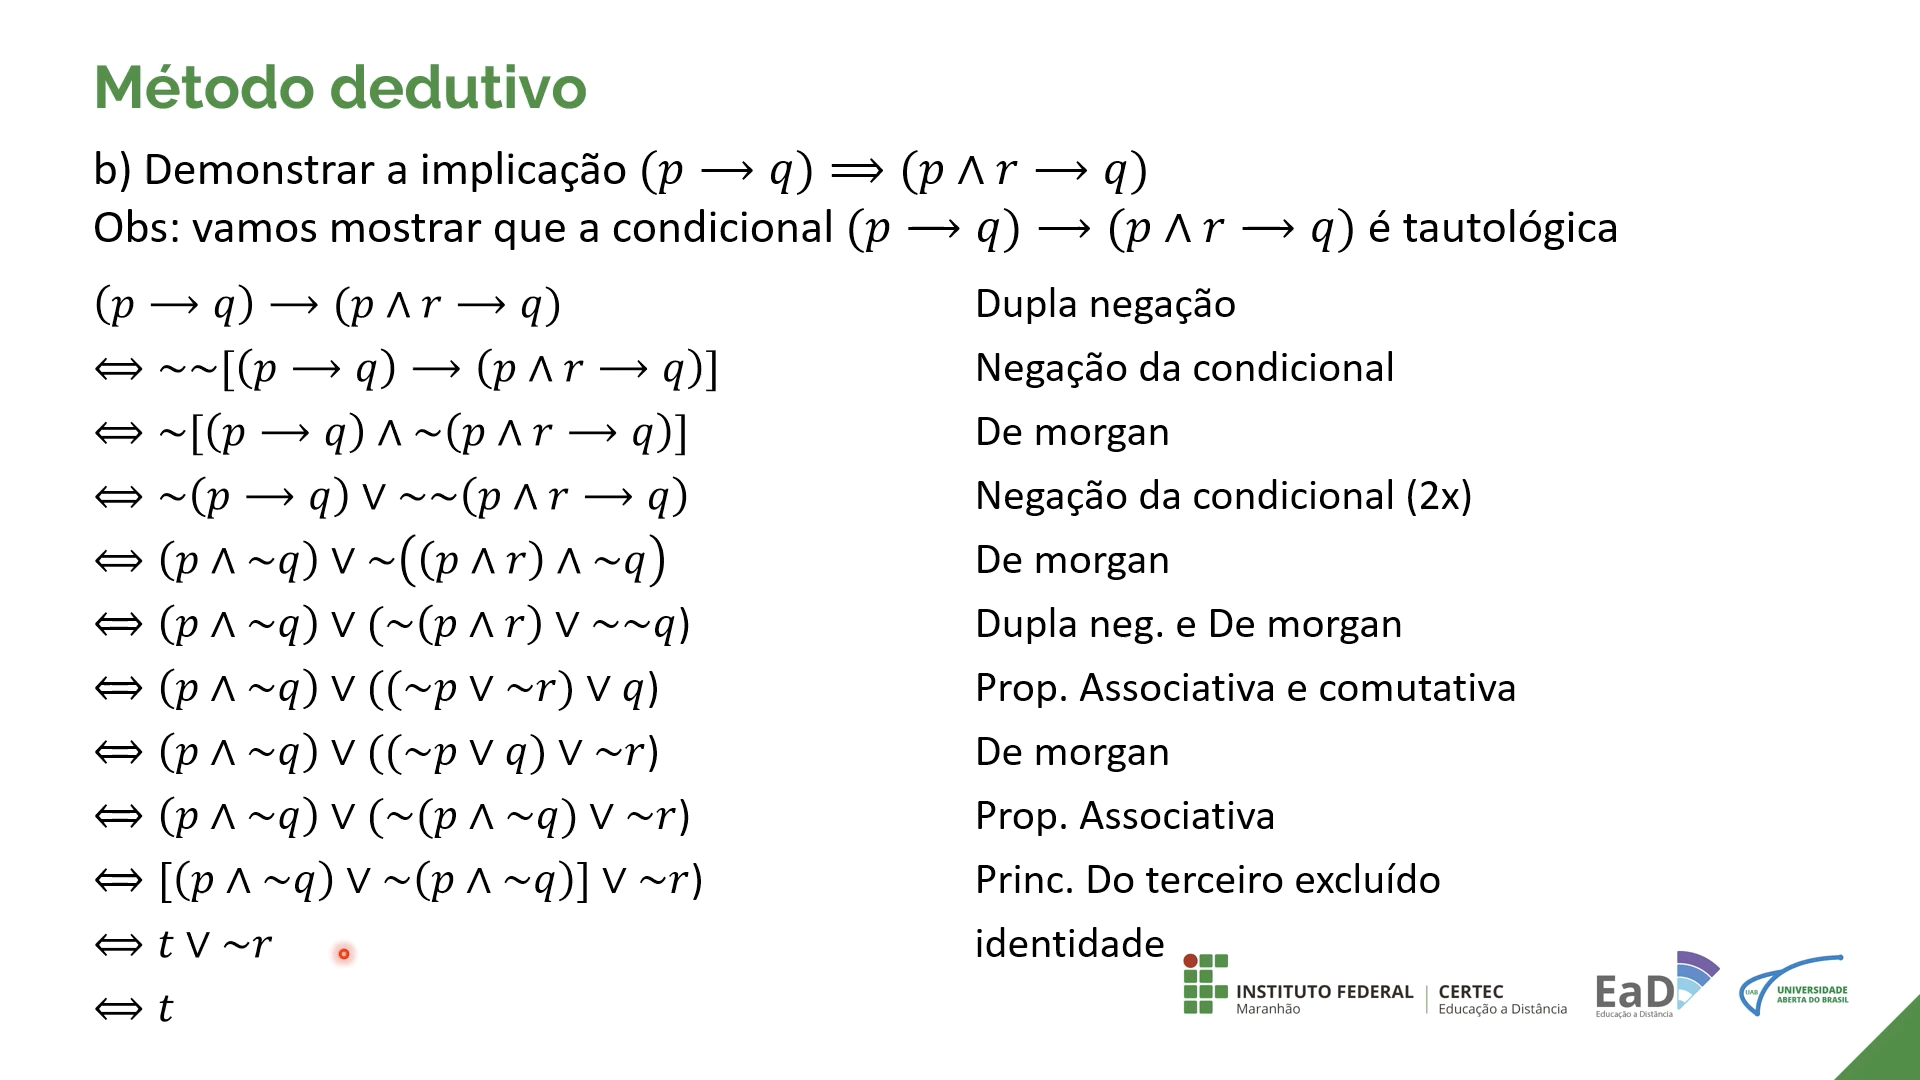 Método dedutivo
b) Demonstrar a implicação (p ⟶ q) ⟹ (p ∧ r ⟶ q)
Obs: vamos mostrar que a condicional (p ⟶ q) ⟶ (p ∧ r ⟶ q) é tautológica
(p ⟶ q) ⟶ (p ∧ r ⟶ q) Dupla negação
⟺ ~~[(p ⟶ q) ⟶ (p ∧ r ⟶ q)] Negação da condicional
⟺ ~[(p ⟶ q) ∧ ~(p ∧ r ⟶ q)] De morgan
⟺ ~(p ⟶ q) ∨ ~~(p ∧ r ⟶ q) Negação da condicional (2x)
⟺ (p ∧ ~q) ∨ ~((p ∧ r) ∧ ~q) De morgan
⟺ (p ∧ ~q) ∨ (~(p ∧ r) ∨ ~~q) Dupla neg. e De morgan
⟺ (p ∧ ~q) ∨ ((~p ∨ ~r) ∨ q) Prop. Associativa e comutativa
⟺ (p ∧ ~q) ∨ ((~p ∨ q) ∨ ~r) De morgan
⟺ (p ∧ ~q) ∨ (~(p ∧ ~q) ∨ ~r) Prop. Associativa
⟺ [(p ∧ ~q) ∨ ~(p ∧ ~q)] ∨ ~r) Princ. Do terceiro excluído
⟺ t ∨ ~r identidade
⟺ t
INSTITUTO FEDERAL
Maranhão
CERTEC
Educação a Distância
EaD
Educação a Distância
UAB
UNIVERSIDADE
ABERTA DO BRASIL